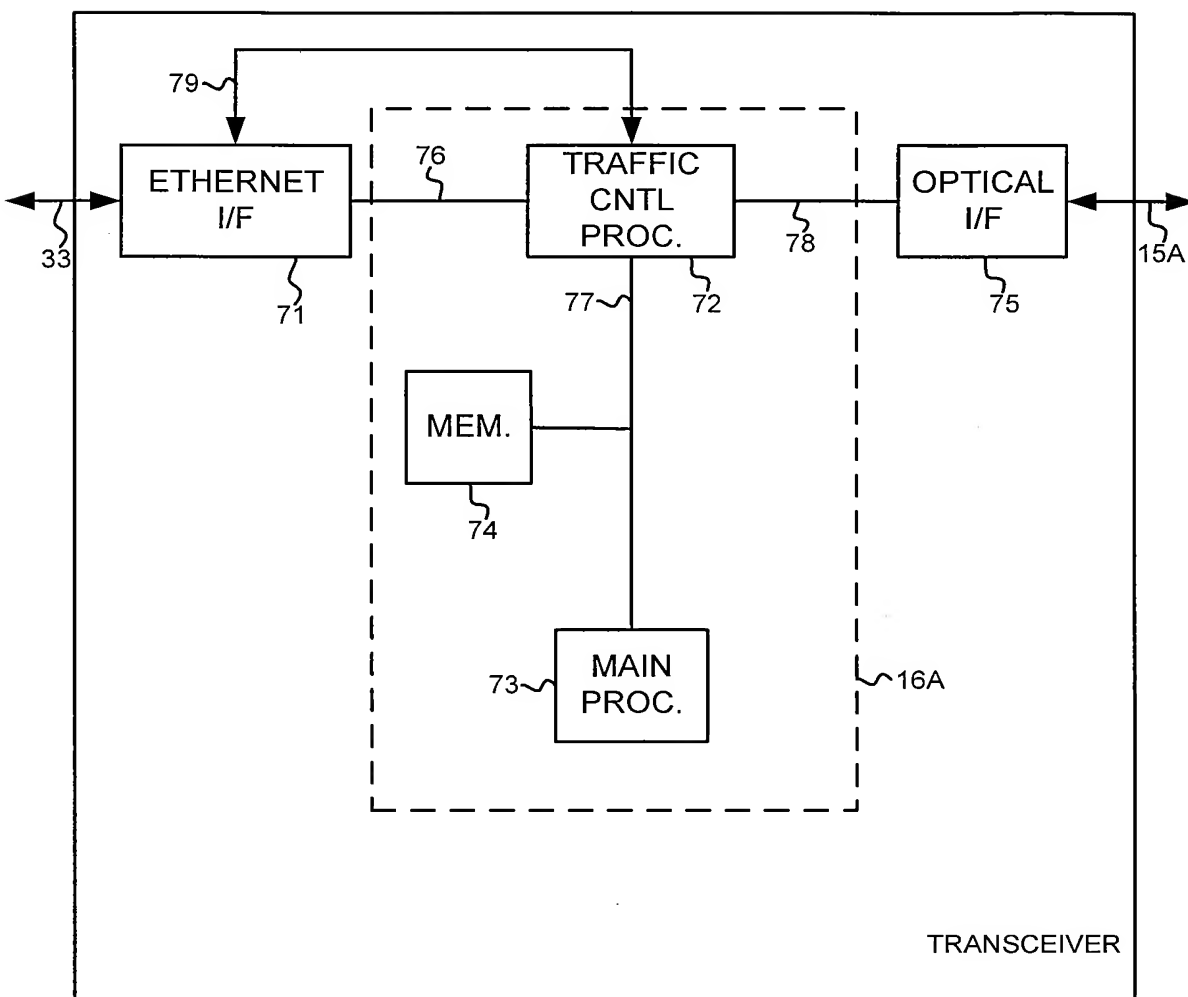 79
76
ETHERNET
I/F
TRAFFIC
CNTL
PROC.
OPTICAL
I/F
33
71
77
72
78
75
15A
MEM.
74
73
MAIN
PROC.
16A
TRANSCEIVER